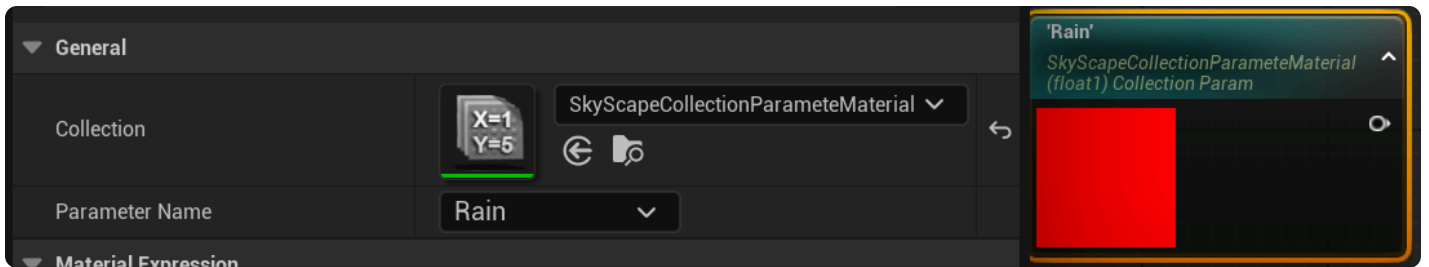 General
Collection
X=1
Y=5
SkyScapeCollectionParameteMaterial
Parameter Name
Rain
Material Expression
'Rain'
SkyScapeCollectionParameteMaterial
(float1) Collection Param